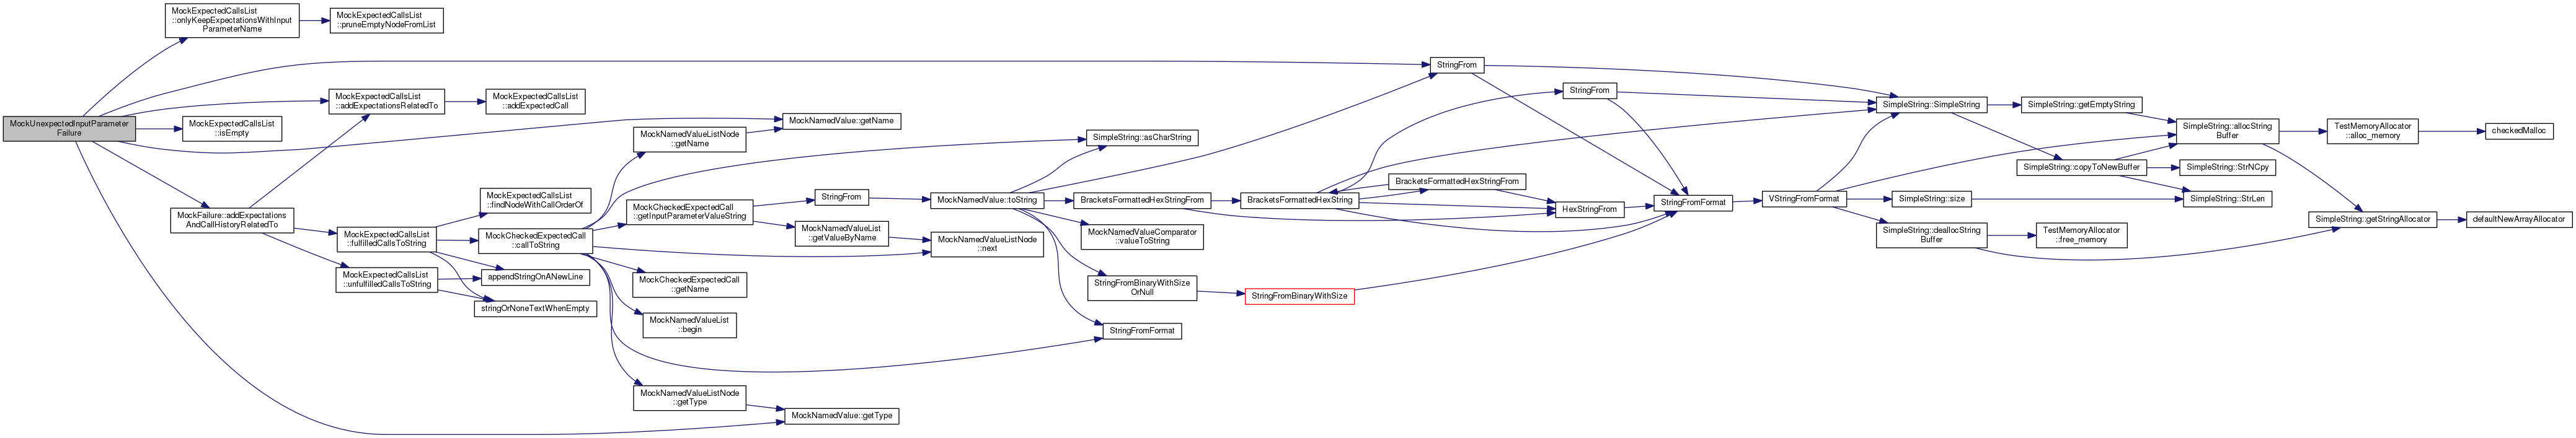 MockUnexpectedInputParameter
Failure
MockExpectedCallsList
::onlyKeepExpectationsWithInput
ParameterName
MockExpectedCallsList
::pruneEmptyNodeFromList
MockExpectedCallsList
::addExpectationsRelatedTo
MockExpectedCallsList
::addExpectedCall
MockExpectedCallsList
::isEmpty
MockFailure::addExpectations
AndCallHistoryRelatedTo
MockExpectedCallsList
::fulfilledCallsToString
MockExpectedCallsList
::unfulfilledCallsToString
MockExpectedCallsList
::findNodeWithCallOrderOf
MockCheckedExpectedCall
::callToString
appendStringOnANewLine
stringOrNoneTextWhenEmpty
MockNamedValueListNode
::getName
MockNamedValue::getName
MockCheckedExpectedCall
::getInputParameterValueString
MockCheckedExpectedCall
::getName
MockNamedValueList
::begin
MockNamedValueListNode
::getType
MockNamedValue::getType
StringFrom
MockNamedValueList
::getValueByName
MockNamedValue::toString
MockNamedValueListNode
::next
SimpleString::asCharString
BracketsFormattedHexStringFrom
MockNamedValueComparator
::valueToString
StringFromBinaryWithSize
OrNull
StringFromFormat
BracketsFormattedHexString
StringFromBinaryWithSize
StringFrom
BracketsFormattedHexStringFrom
StringFrom
HexStringFrom
StringFromFormat
VStringFromFormat
SimpleString::SimpleString
SimpleString::size
SimpleString::deallocString
Buffer
SimpleString::getEmptyString
SimpleString::copyToNewBuffer
TestMemoryAllocator
::free_memory
SimpleString::allocString
Buffer
SimpleString::StrNCpy
SimpleString::StrLen
TestMemoryAllocator
::alloc_memory
SimpleString::getStringAllocator
checkedMalloc
defaultNewArrayAllocator